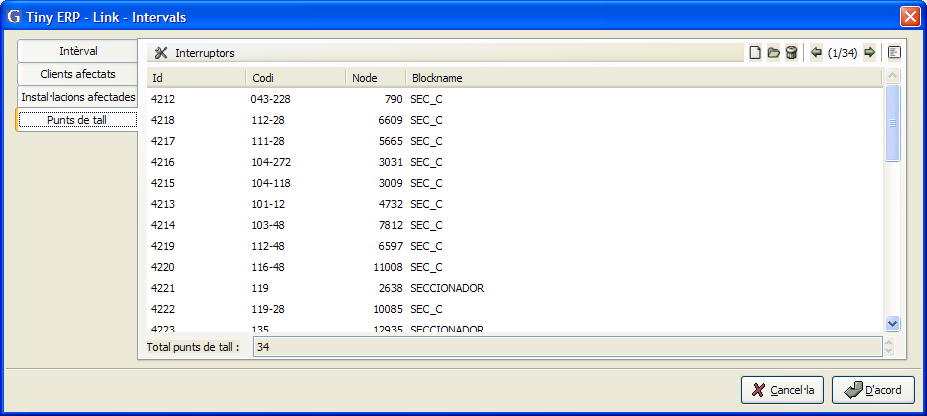 G Tiny ERP - Link - Intervals
Intèrval
Clients afectats
Instal·lacions afectades
Punts de tall
Interruptors (1/34)
Id Codi Node Blockname
4212 043-228 790 SEC_C
4218 112-28 6609 SEC_C
4217 111-28 5665 SEC_C
4216 104-272 3031 SEC_C
4215 104-118 3009 SEC_C
4213 101-12 4732 SEC_C
4214 103-48 7812 SEC_C
4219 112-48 6597 SEC_C
4220 116-48 11008 SEC_C
4221 119 2638 SECCIONADOR
4222 119-28 10085 SEC_C
4223 135 12935 SECCIONADOR
Total punts de tall : 34
Cancel·la D'acord